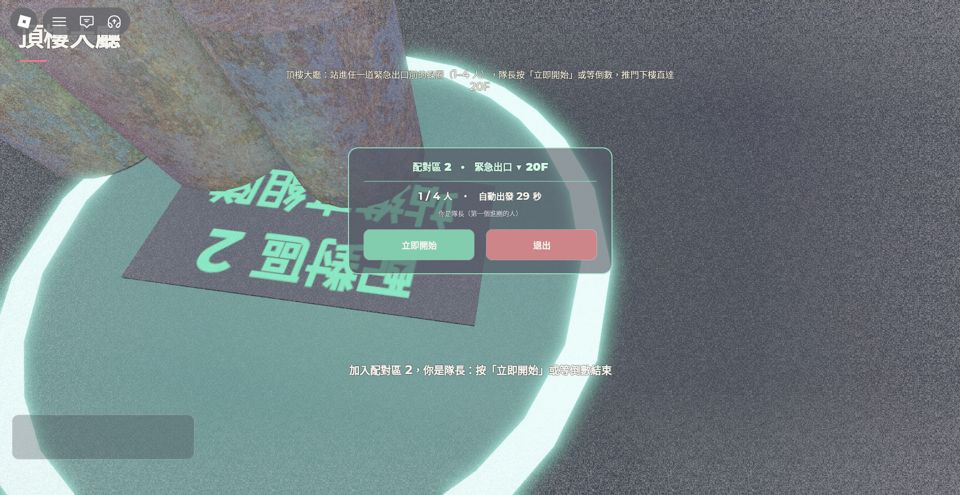 頂樓大廳
頂樓大廳：站進任一道緊急出口前的配對圈（1–4 人），隊長按「立即開始」或等倒數，推門下樓直達
20F
配對區 2 • 緊急出口 ▼ 20F
1 / 4 人 • 自動出發 29 秒
你是隊長（第一個進圈的人）
立即開始
退出
配對區 2
加入配對區 2，你是隊長：按「立即開始」或等倒數結束